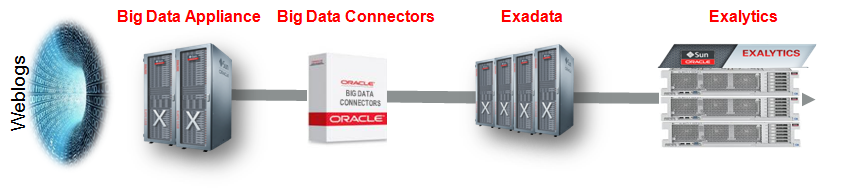 Weblogs
Big Data Appliance
Big Data Connectors
Exadata
Exalytics
X X
ORACLE
BIG DATA
CONNECTORS
ORACLE
X X X X
Sun
ORACLE
EXALYTICS